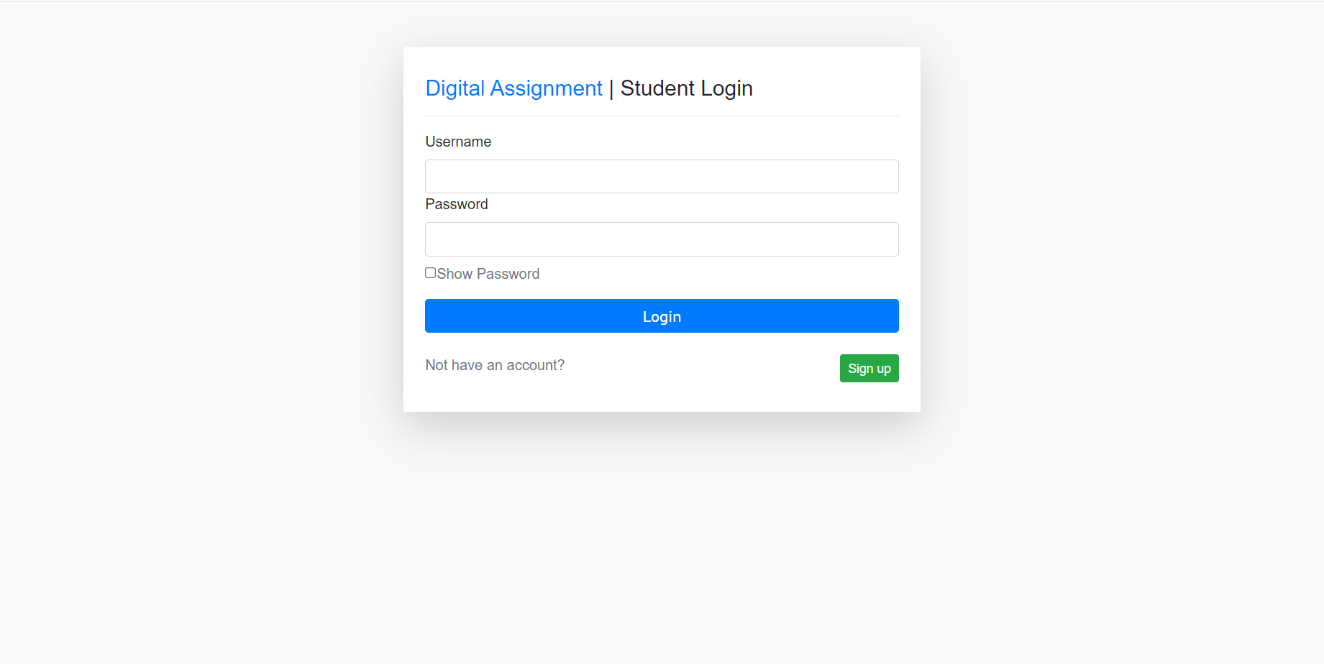 Digital Assignment | Student Login
Username
Password
Show Password
Login
Not have an account?
Sign up